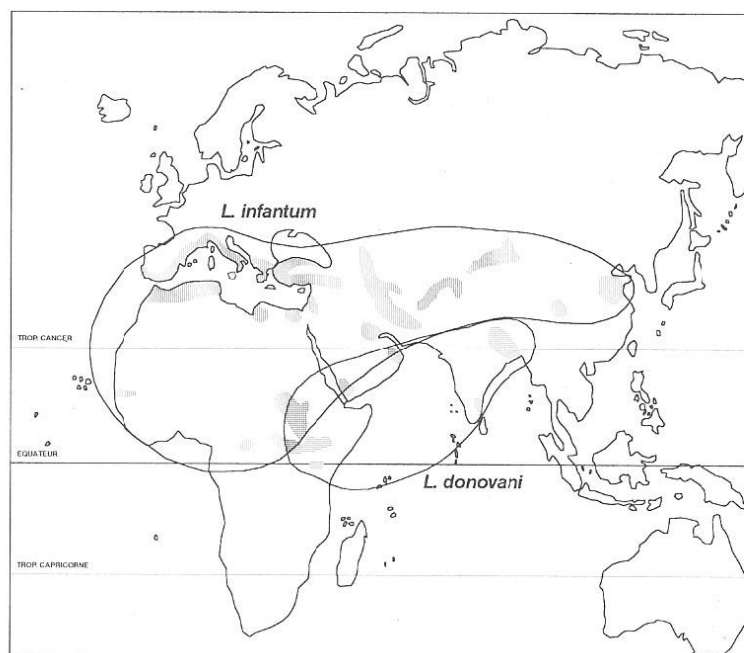 L. infantum
TROP. CANCER
EQUATEUR
L. donovani
TROP. CAPRICORNE